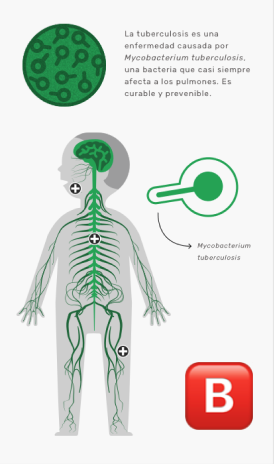 La tuberculosis es una
enfermedad causada por
Mycobacterium tuberculosis,
una bacteria que casi siempre
afecta a los pulmones. Es
curable y prevenible.
Mycobacterium
tuberculosis
B